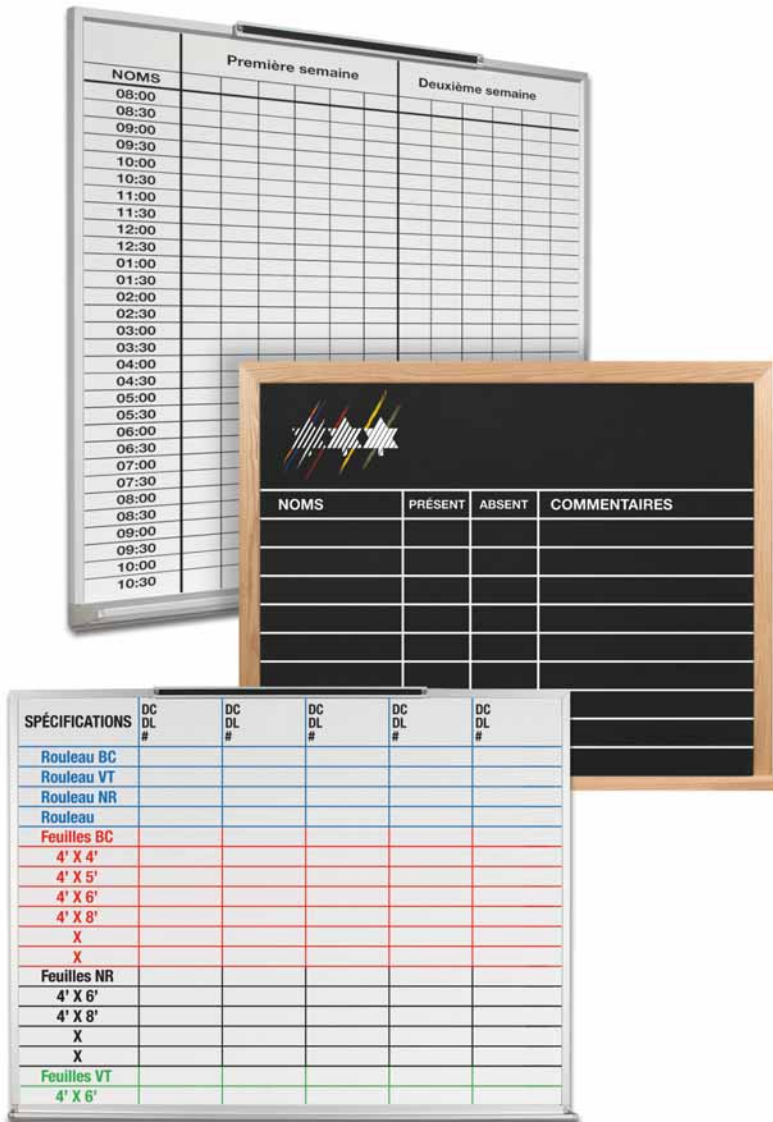 Première semaine Deuxième semaine
NOMS
08:00
08:30
09:00
09:30
10:00
10:30
11:00
11:30
12:00
12:30
01:00
01:30
02:00
02:30
03:00
03:30
04:00
04:30
05:00
05:30
06:00
06:30
07:00
07:30
08:00
08:30
09:00
09:30
10:00
10:30
NOMS PRÉSENT ABSENT COMMENTAIRES
SPÉCIFICATIONS
DC DC DC DC DC
DL DL DL DL DL
# # # # #
Rouleau BC
Rouleau VT
Rouleau NR
Rouleau
Feuilles BC
4' X 4'
4' X 5'
4' X 6'
4' X 8'
X
X
Feuilles NR
4' X 6'
4' X 8'
X
X
Feuilles VT
4' X 6'